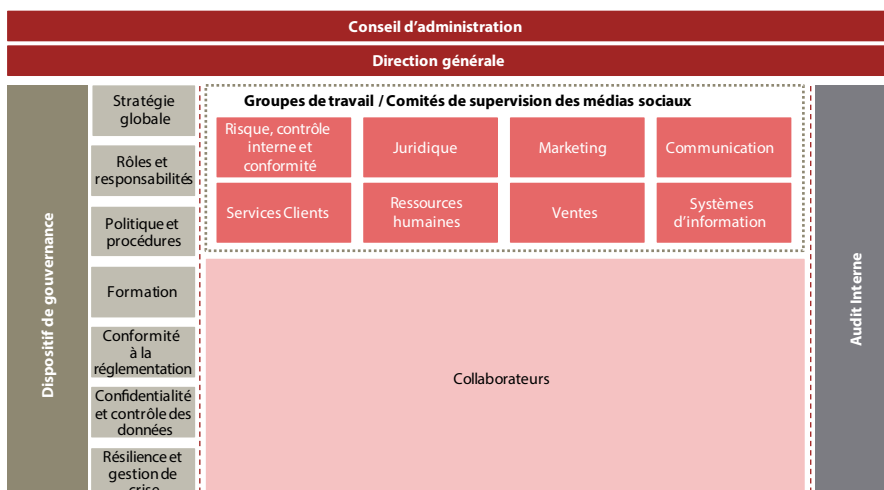 Conseil d’administration
Direction générale
Dispositif de gouvernance
Stratégie
globale
Rôles et
responsabilités
Politique et
procédures
Formation
Conformité
à la
réglementation
Confidentialité
et contrôle des
données
Résilience et
gestion de
crise
Groupes de travail / Comités de supervision des médias sociaux
Risque, contrôle
interne et
conformité
Juridique
Marketing
Communication
Services Clients
Ressources
humaines
Ventes
Systèmes
d’information
Collaborateurs
Audit Interne